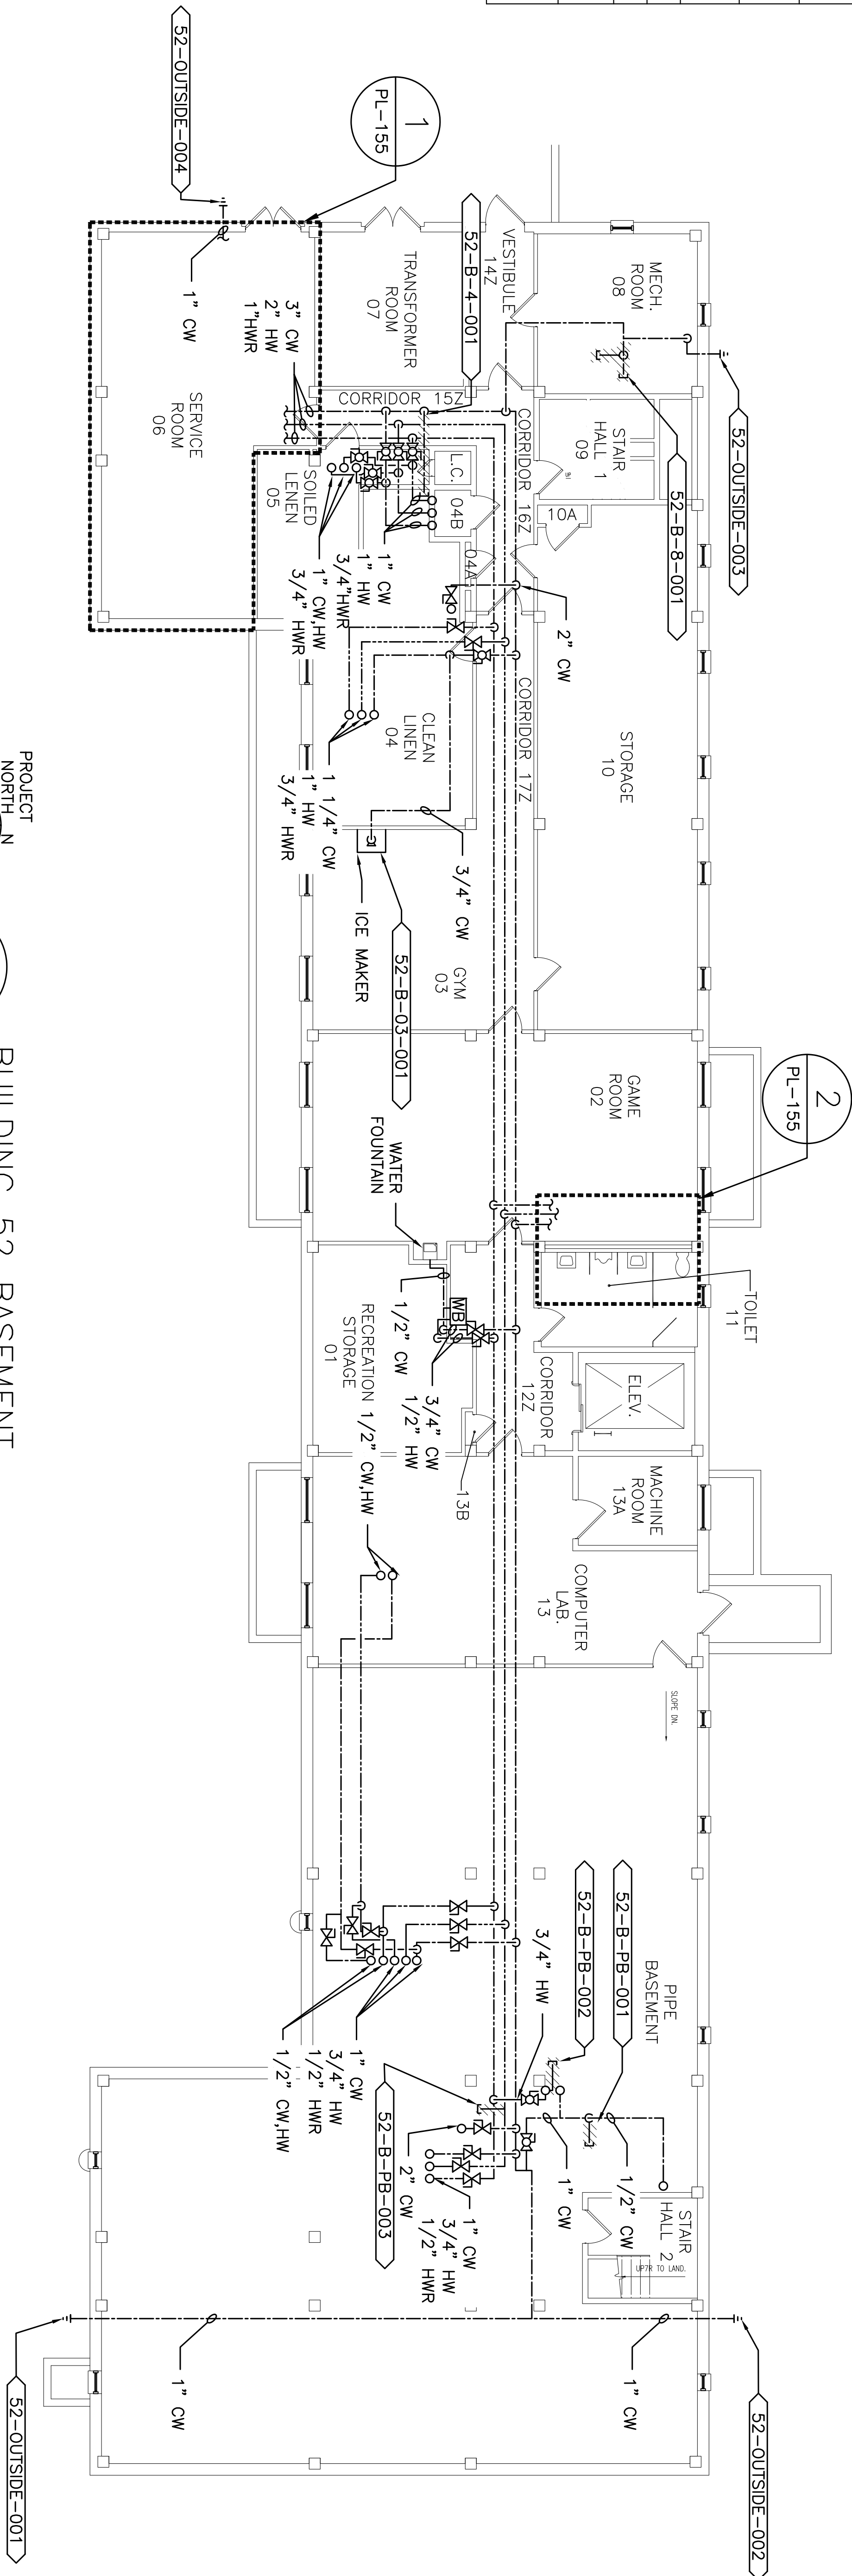 52-OUTSIDE-004
1
PL-155
52-B-4-001
VESTIBULE
14Z
MECH.
ROOM
08
TRANSFORMER
ROOM
07
1" CW
3" CW
2" HW
1"HWR
SERVICE
ROOM
06
CORRIDOR 15Z
CORRIDOR 16Z
STAIR
HALL 1
09
52-B-8-001
52-OUTSIDE-003
L.C.
04B
10A
04A
SOILED
LENEN
05
1" CW
1" HW
3/4"HWR
1" CW,HW
3/4" HWR
2" CW
CORRIDOR 17Z
STORAGE
10
CLEAN
LINEN
04
1 1/4" CW
1" HW
3/4" HWR
3/4" CW
ICE MAKER
52-B-03-001
GYM
03
GAME
ROOM
02
2
PL-155
WATER
FOUNTAIN
TOILET
11
WB
1/2" CW
3/4" CW
1/2" HW
RECREATION
STORAGE
01
1/2" CW,HW
13B
CORRIDOR
12Z
ELEV.
MACHINE
ROOM
13A
COMPUTER
LAB.
13
SLOPE DN.
PIPE
BASEMENT
52-B-PB-001
52-B-PB-002
3/4" HW
1" CW
3/4" HW
1/2" HWR
1/2" CW,HW
52-B-PB-003
2" CW
1" CW
3/4" HW
1/2" HWR
1" CW
1/2" CW
STAIR
HALL 2
UP7R TO LAND.
1" CW
1" CW
52-OUTSIDE-001
52-OUTSIDE-002
PROJECT
NORTH N
BUILDING 52 BASEMENT